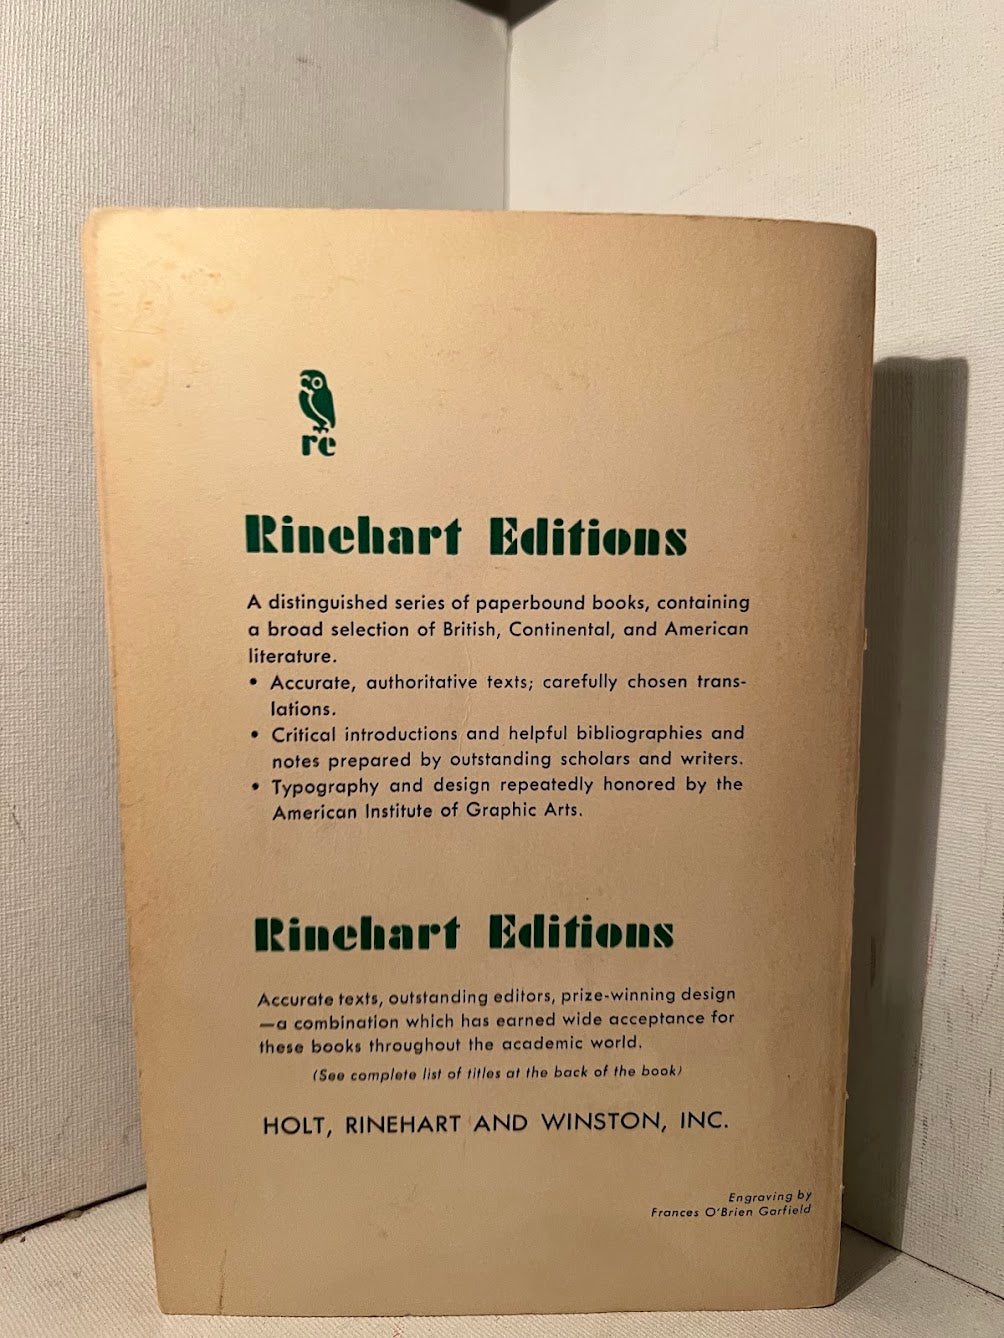 re
Rinehart Editions
A distinguished series of paperbound books, containing
a broad selection of British, Continental, and American
literature.
• Accurate, authoritative texts; carefully chosen trans-
lations.
• Critical introductions and helpful bibliographies and
notes prepared by outstanding scholars and writers.
• Typography and design repeatedly honored by the
American Institute of Graphic Arts.
Rinehart Editions
Accurate texts, outstanding editors, prize-winning design
—a combination which has earned wide acceptance for
these books throughout the academic world.
(See complete list of titles at the back of the book)
HOLT, RINEHART AND WINSTON, INC.
Engraving by
Frances O'Brien Garfield